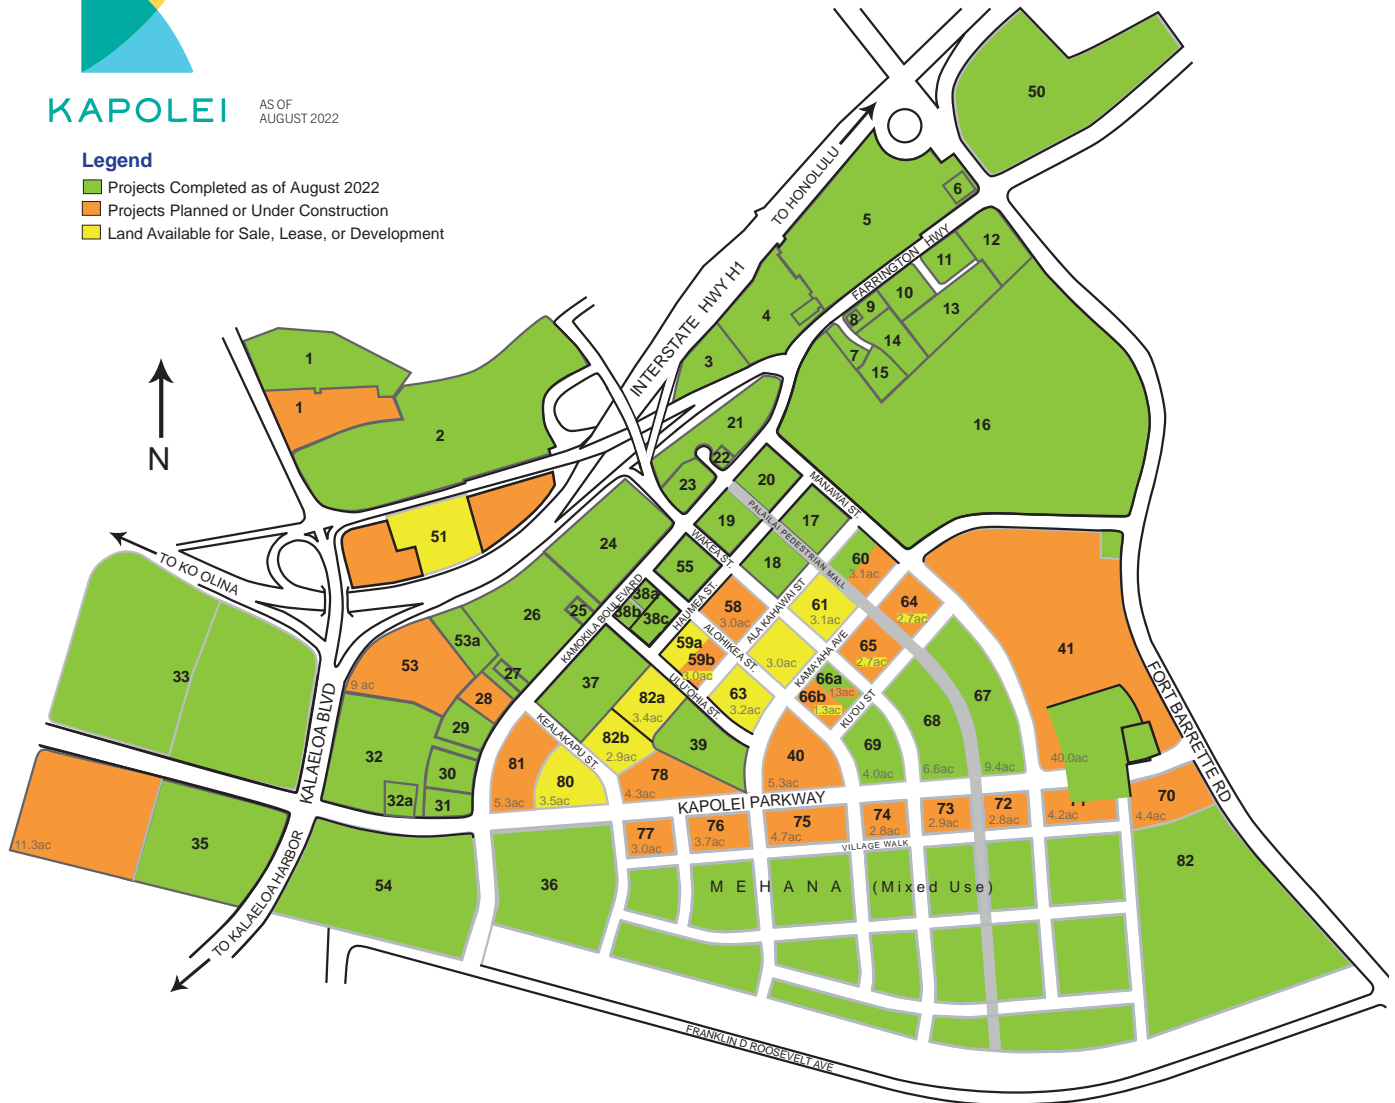 KAPOLEI
AS OF
AUGUST 2022
Legend
Projects Completed as of August 2022
Projects Planned or Under Construction
Land Available for Sale, Lease, or Development
N
TO HONOLULU
INTERSTATE HWY H1
FARRINGTON HWY
50
6
5
12
11
10
9
8
13
14
7
15
4
3
16
1
1
2
21
22
23
20
MANAWAI ST.
PALAILAI PEDESTRIAN MALL
19
17
18
WAKEA ST.
51
24
55
60
3.1ac
TO KO OLINA
KAMOKILA BOULEVARD
38a
38b
38c
HAUMEA ST.
58
3.0ac
ALA KAHAWAI ST
61
3.1ac
64
2.7ac
26
25
53a
27
53
9 ac
28
29
59a
59b
3.0ac
ALOHIKEA ST.
3.0ac
KAMA'AHA AVE
65
2.7ac
41
40.0ac
33
KALAELOA BLVD
37
82a
3.4ac
ULU'OHIA ST.
63
3.2ac
66a
1.3ac
66b
1.3ac
KU'OU ST
67
9.4ac
68
6.6ac
69
4.0ac
FORT BARRETTE RD
32
32a
30
31
KEALAKAPU ST.
82b
2.9ac
39
40
5.3ac
81
5.3ac
80
3.5ac
78
4.3ac
KAPOLEI PARKWAY
77
3.0ac
76
3.7ac
75
4.7ac
74
2.8ac
73
2.9ac
72
2.8ac
71
4.2ac
70
4.4ac
VILLAGE WALK
11.3ac
35
TO KALAELOA HARBOR
54
36
MEHANA (Mixed Use)
82
FRANKLIN D ROOSEVELT AVE